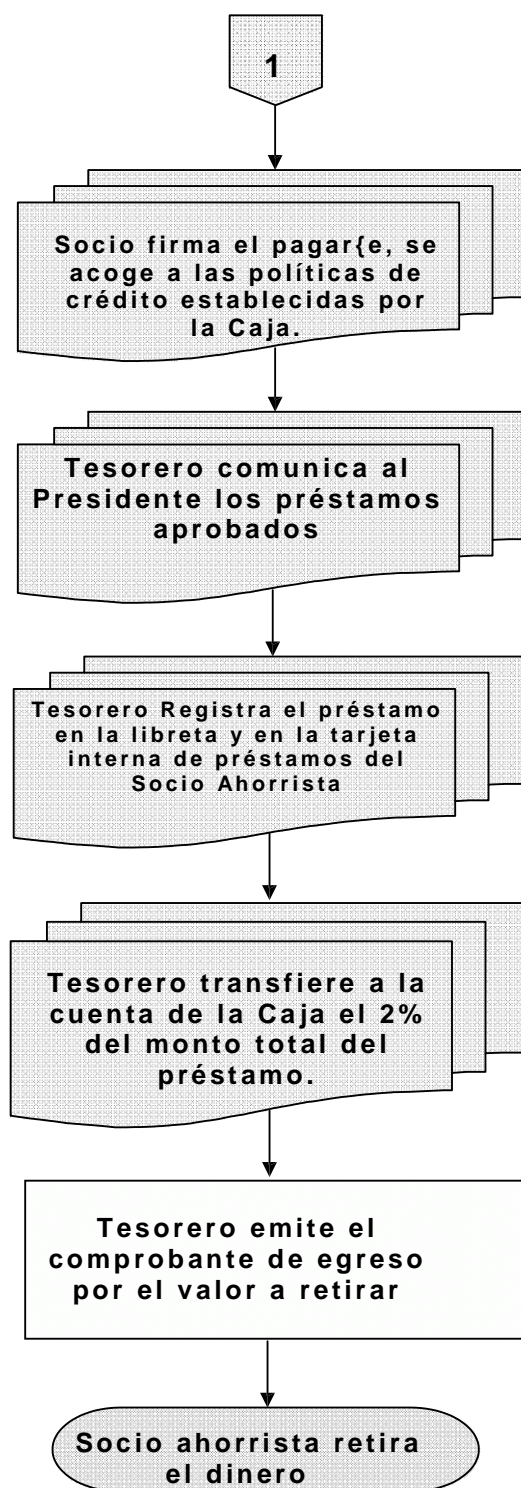 1
Socio firma el pagar{e, se
acoge a las políticas de
crédito establecidas por
la Caja.
Tesorero comunica al
Presidente los préstamos
aprobados
Tesorero Registra el préstamo
en la libreta y en la tarjeta
interna de préstamos del
Socio Ahorrista
Tesorero transfiere a la
cuenta de la Caja el 2%
del monto total del
préstamo.
Tesorero emite el
comprobante de egreso
por el valor a retirar
Socio ahorrista retira
el dinero